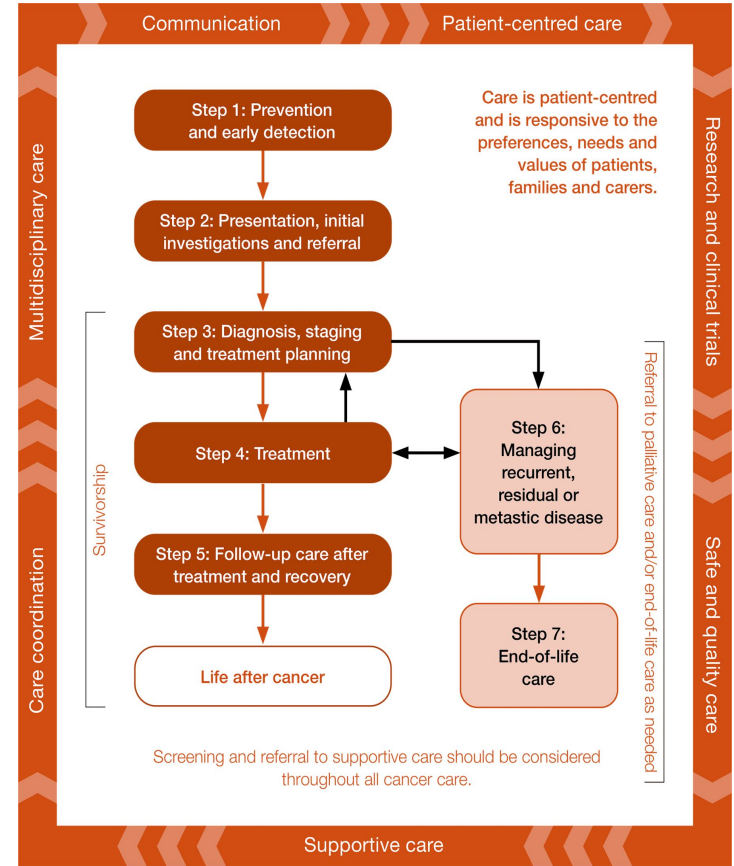 Communication
Patient-centred care
Step 1: Prevention
and early detection
Care is patient-centred
and is responsive to the
preferences, needs and
values of patients,
families and carers.
Multidisciplinary care
Research and clinical trials
Step 2: Presentation, initial
investigations and referral
Step 3: Diagnosis, staging
and treatment planning
Step 4: Treatment
Step 6:
Managing
recurrent,
residual or
metastic disease
Survivorship
Referral to palliative care and/or end-of-life care as needed
Step 5: Follow-up care after
treatment and recovery
Care coordination
Safe and quality care
Step 7:
End-of-life
care
Life after cancer
Screening and referral to supportive care should be considered
throughout all cancer care.
Supportive care